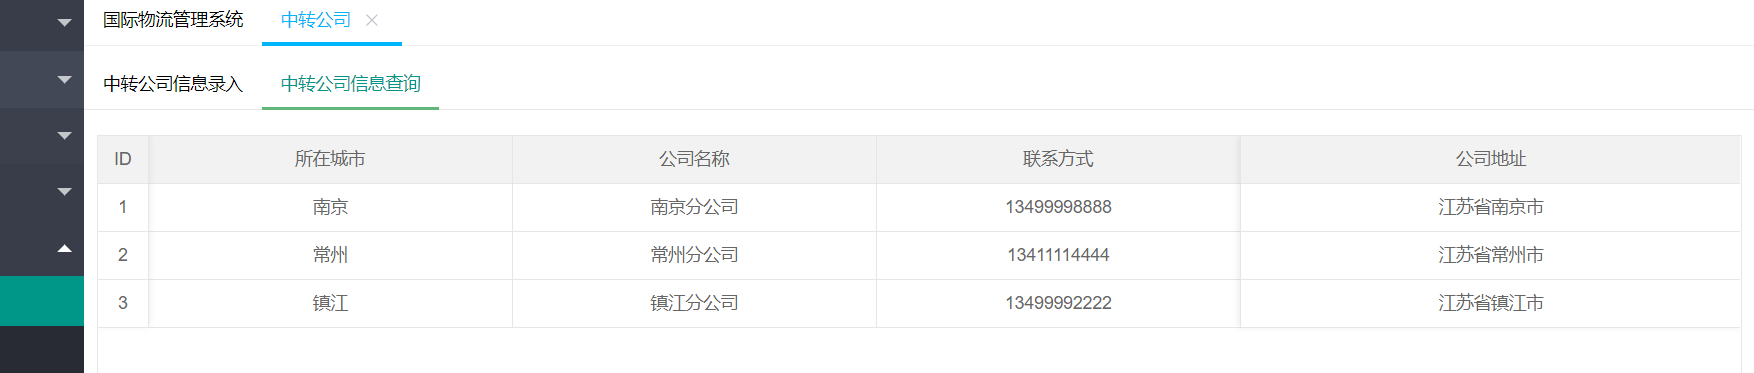 国际物流管理系统 中转公司
中转公司信息录入 中转公司信息查询
ID 所在城市 公司名称 联系方式 公司地址
1 南京 南京分公司 13499998888 江苏省南京市
2 常州 常州分公司 13411114444 江苏省常州市
3 镇江 镇江分公司 13499992222 江苏省镇江市